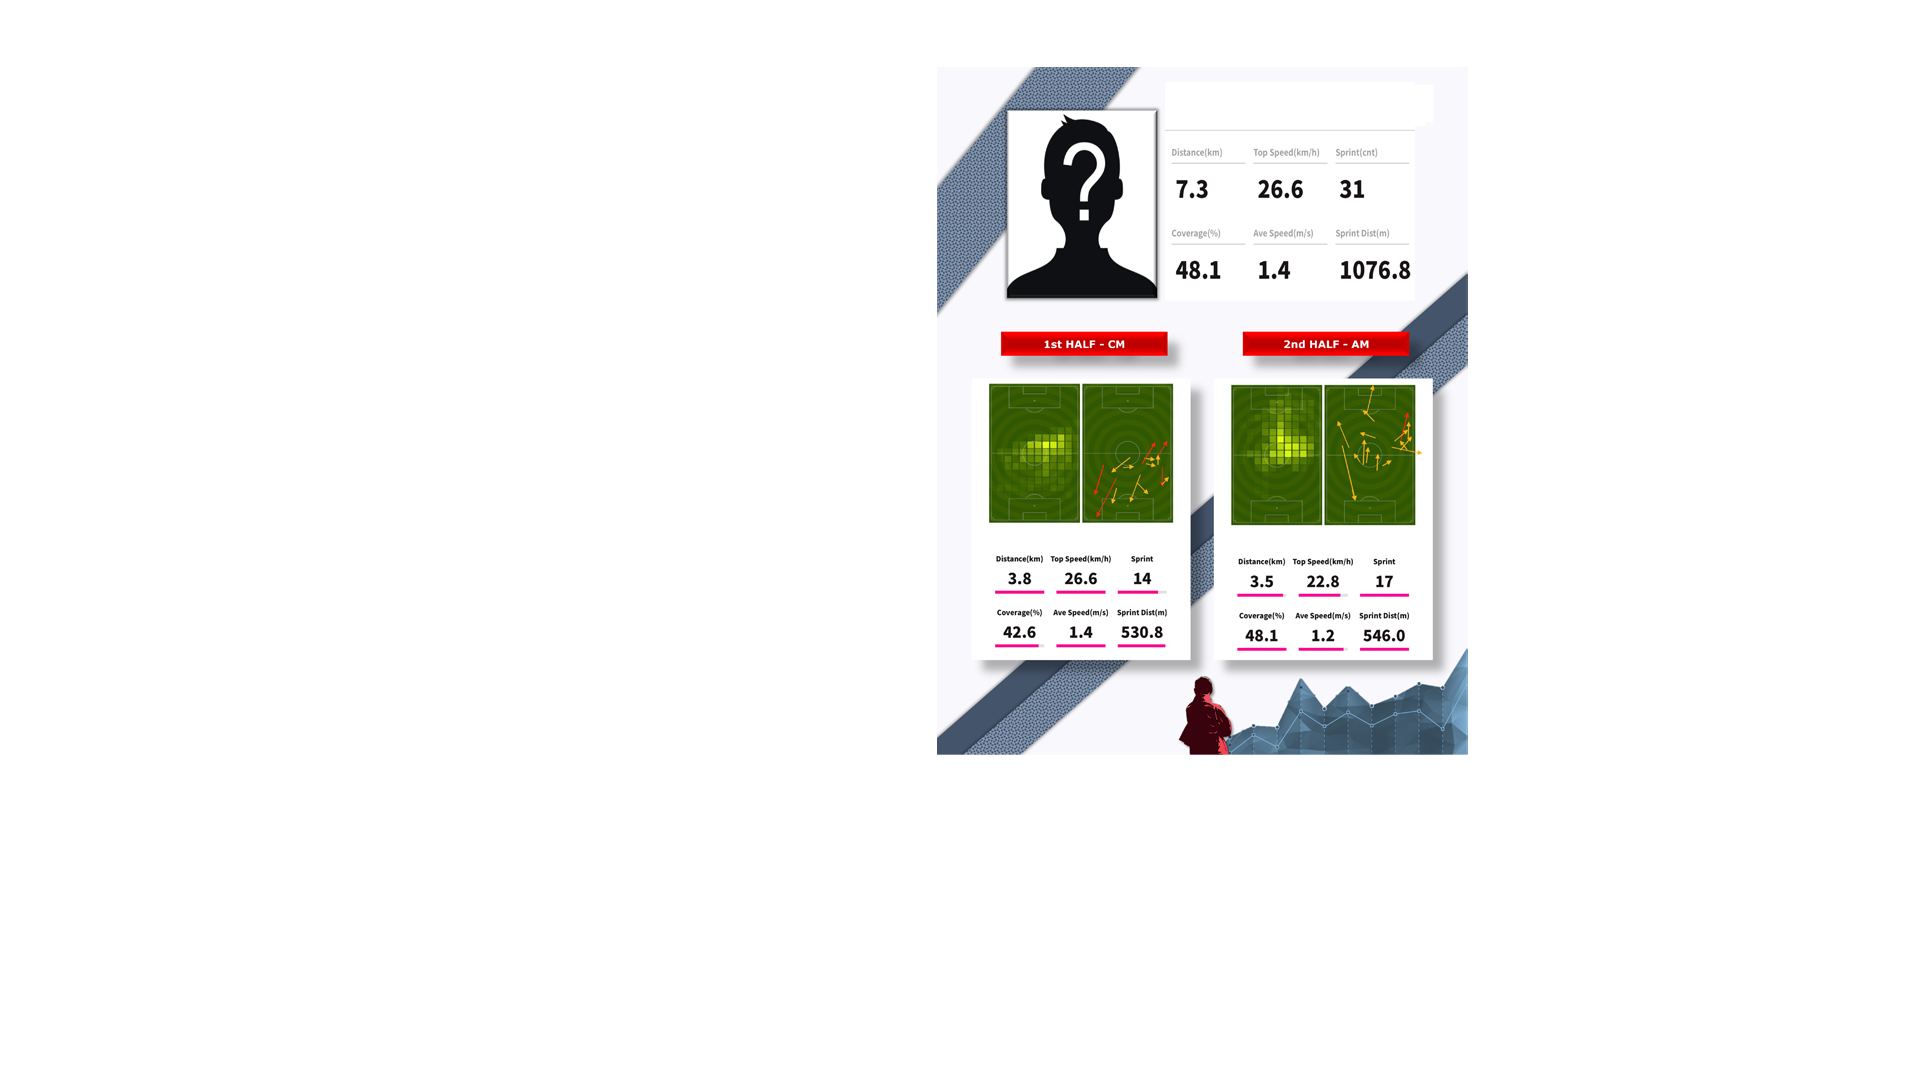 Distance(km) Top Speed(km/h) Sprint(cnt)
7.3 26.6 31
Coverage(%) Ave Speed(m/s) Sprint Dist(m)
48.1 1.4 1076.8
1st HALF - CM
Distance(km) Top Speed(km/h) Sprint
3.8 26.6 14
Coverage(%) Ave Speed(m/s) Sprint Dist(m)
42.6 1.4 530.8
2nd HALF - AM
Distance(km) Top Speed(km/h) Sprint
3.5 22.8 17
Coverage(%) Ave Speed(m/s) Sprint Dist(m)
48.1 1.2 546.0